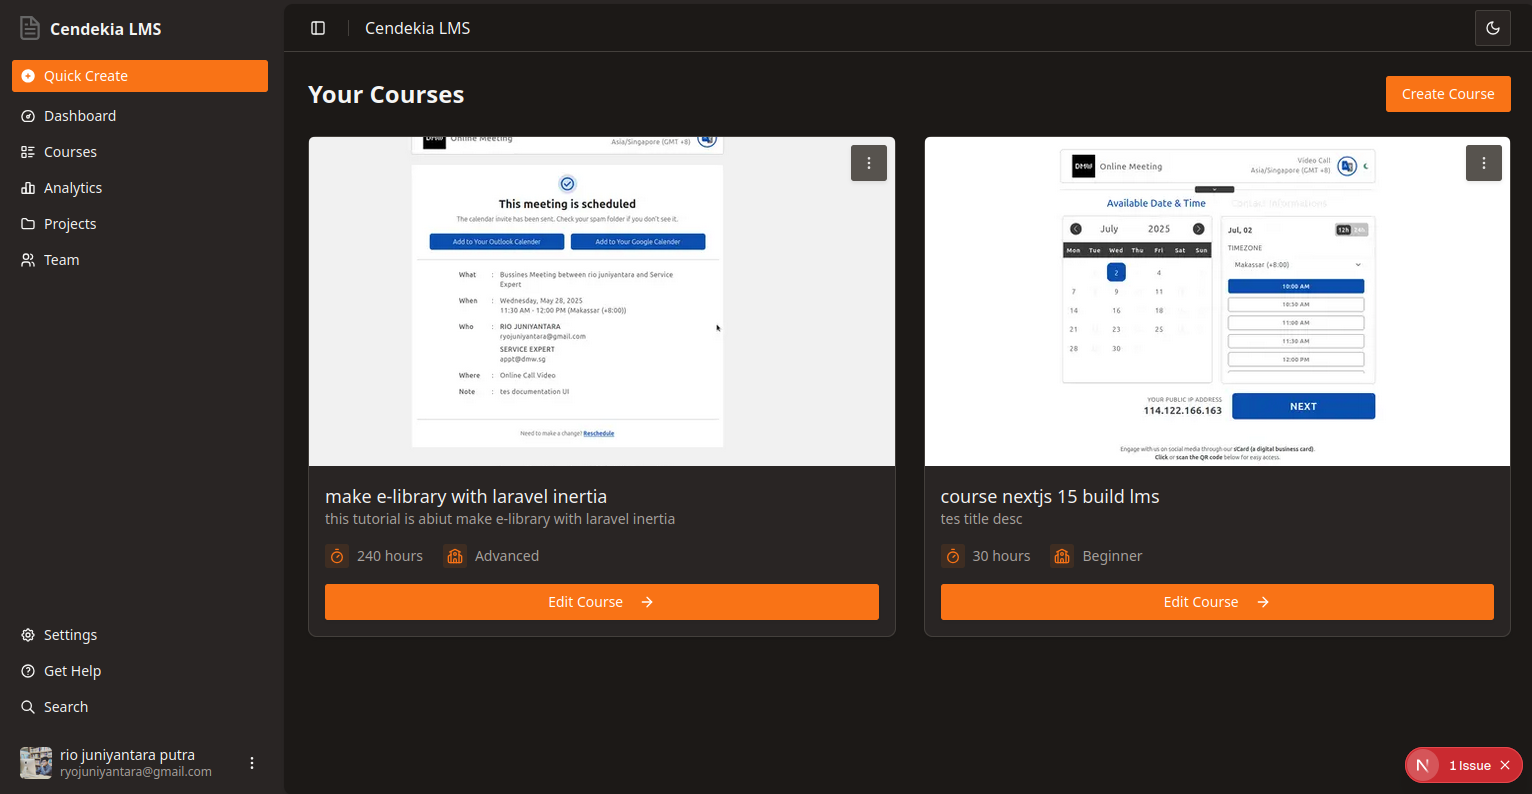 Cendekia LMS
Quick Create
Dashboard
Courses
Analytics
Projects
Team
Settings
Get Help
Search
rio juniyantara putra
ryojuniyantara@gmail.com
Cendekia LMS
Your Courses
Create Course
DMW Online Meeting
Asia/Singapore (GMT +8)
This meeting is scheduled
The calendar invite has been sent. Check your spam folder if you don't see it.
Add to Your Outlook Calender
Add to Your Google Calender
What : Bussines Meeting between rio juniyantara and Service
Expert
When : Wednesday, May 28, 2025
11:30 AM - 12:00 PM (Makassar (+8:00))
Who : RIO JUNIYANTARA
ryojuniyantara@gmail.com
SERVICE EXPERT
appt@dmw.sg
Where : Online Call Video
Note : tes documentation UI
Need to make a change? Reschedule
make e-library with laravel inertia
this tutorial is abiut make e-library with laravel inertia
240 hours
Advanced
Edit Course
DMW Online Meeting
Video Call
Asia/Singapore (GMT +8)
Available Date & Time
Contact Informations
July 2025
Mon Tue Wed Thu Fri Sat Sun
2 4
7 9 11
14 16 18
21 23 25
28 30
Jul, 02
12h 24h
TIMEZONE
Makassar (+8:00)
10:00 AM
10:30 AM
11:00 AM
11:30 AM
12:00 PM
YOUR PUBLIC IP ADDRESS
114.122.166.163
NEXT
Engage with us on social media through our sCard (a digital business card).
Click or scan the QR code below for easy access.
course nextjs 15 build lms
tes title desc
30 hours
Beginner
Edit Course
N 1 Issue